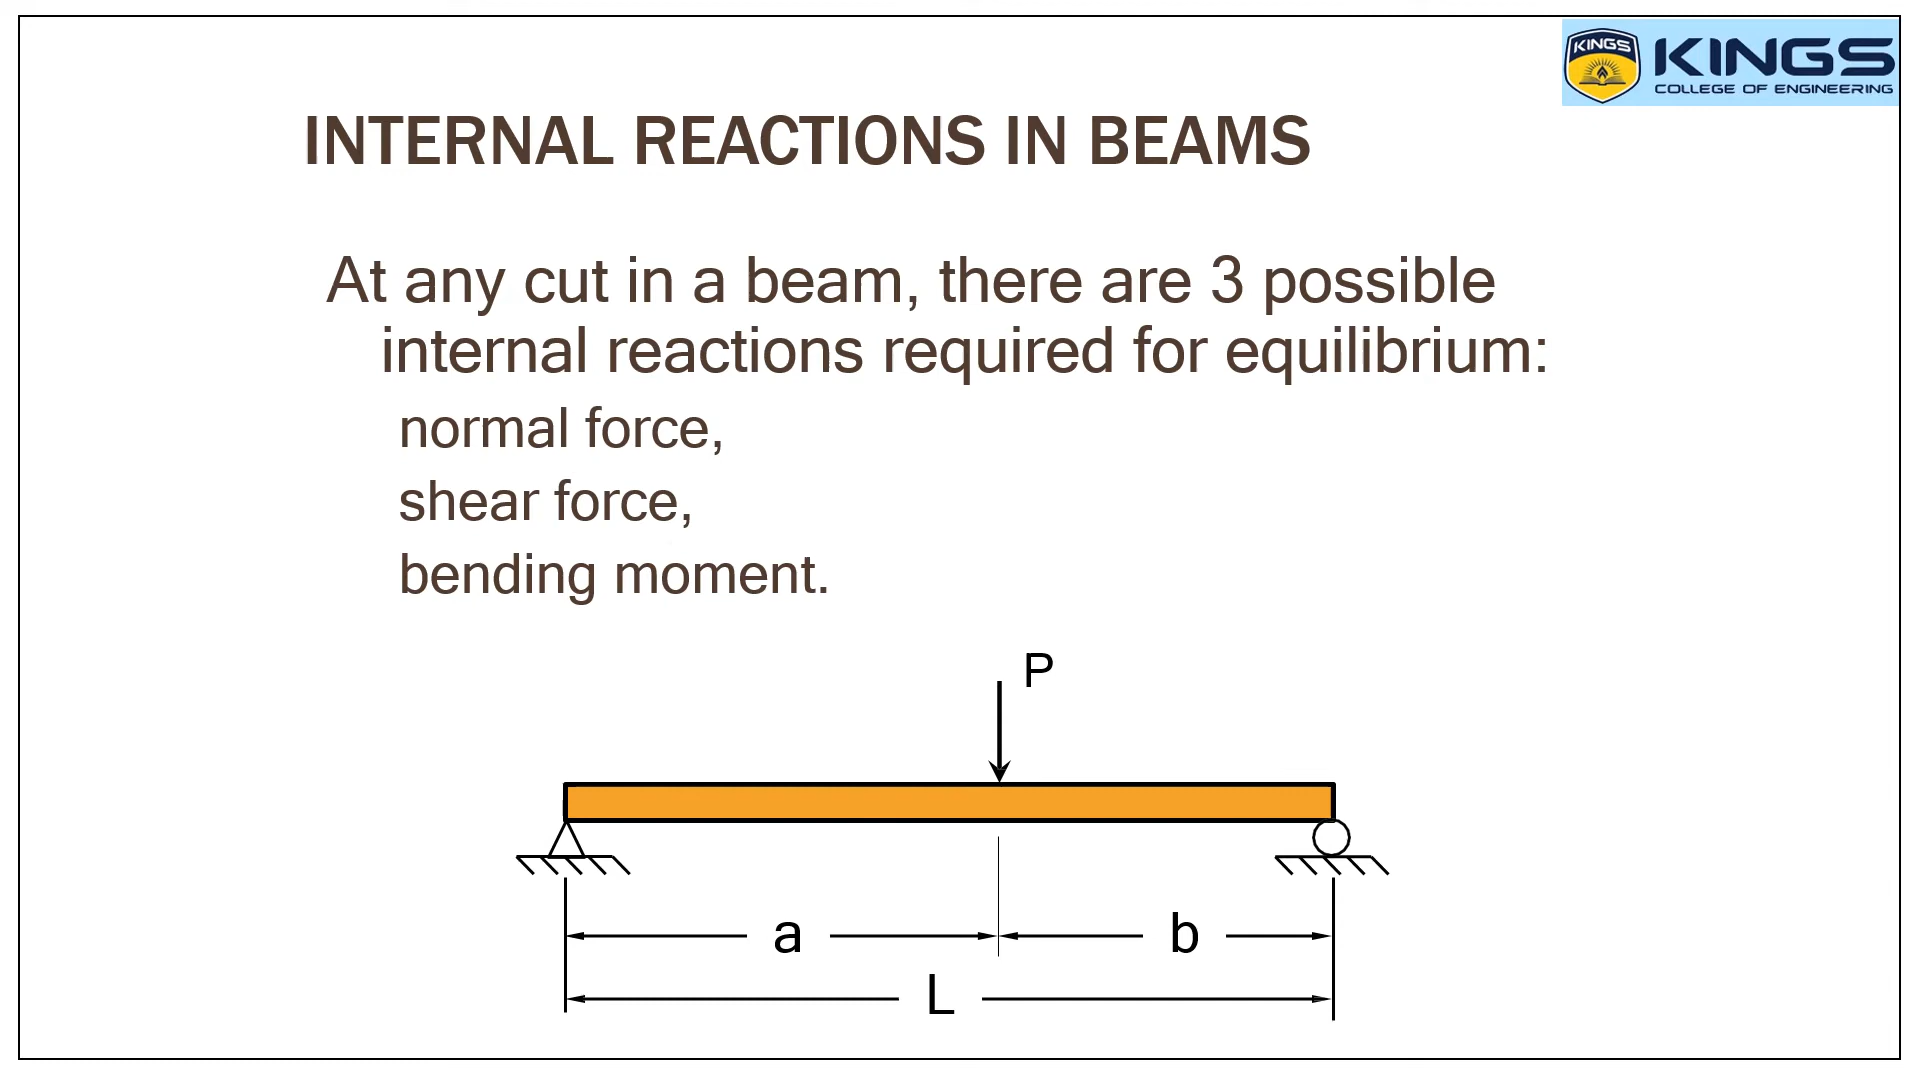 KINGS
KINGS
COLLEGE OF ENGINEERING
INTERNAL REACTIONS IN BEAMS
At any cut in a beam, there are 3 possible
internal reactions required for equilibrium:
normal force,
shear force,
bending moment.
P
a
b
L